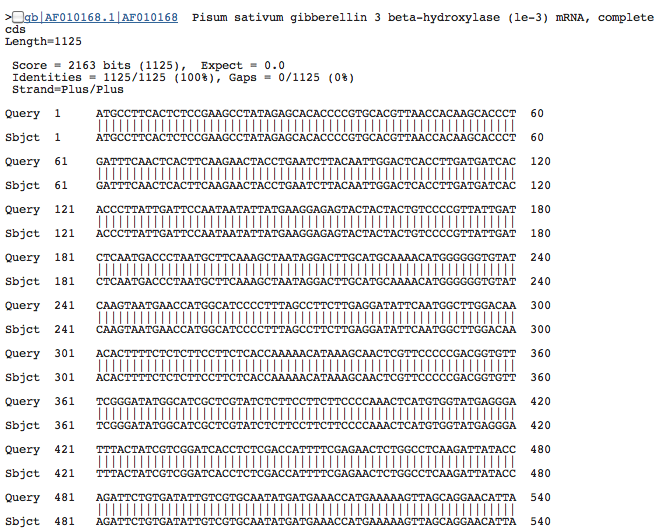 >gb|AF010168.1|AF010168 Pisum sativum gibberellin 3 beta-hydroxylase (le-3) mRNA, complete
cds
Length=1125
Score = 2163 bits (1125), Expect = 0.0
Identities = 1125/1125 (100%), Gaps = 0/1125 (0%)
Strand=Plus/Plus
Query 1 ATGCCTTCACTCTCCGAAGCCTATAGAGCACACCCCGTGCACGTTAACCACAAGCACCCT 60
Sbjct 1 ATGCCTTCACTCTCCGAAGCCTATAGAGCACACCCCGTGCACGTTAACCACAAGCACCCT 60
Query 61 GATTTCAACTCACTTCAAGAACTACCTGAATCTTACAATTGGACTCACCTTGATGATCAC 120
Sbjct 61 GATTTCAACTCACTTCAAGAACTACCTGAATCTTACAATTGGACTCACCTTGATGATCAC 120
Query 121 ACCCTTATTGATTCCAATAATATTATGAAGGAGAGTACTACTACTGTCCCCGTTATTGAT 180
Sbjct 121 ACCCTTATTGATTCCAATAATATTATGAAGGAGAGTACTACTACTGTCCCCGTTATTGAT 180
Query 181 CTCAATGACCCTAATGCTTCAAAGCTAATAGGACTTGCATGCAAAACATGGGGGGTGTAT 240
Sbjct 181 CTCAATGACCCTAATGCTTCAAAGCTAATAGGACTTGCATGCAAAACATGGGGGGTGTAT 240
Query 241 CAAGTAATGAACCATGGCATCCCCTTTAGCCTTCTTGAGGATATTCAATGGCTTGGACAA 300
Sbjct 241 CAAGTAATGAACCATGGCATCCCCTTTAGCCTTCTTGAGGATATTCAATGGCTTGGACAA 300
Query 301 ACACTTTTCTCTCTTCCTTCTCACCAAAAACATAAAGCAACTCGTTCCCCCGACGGTGTT 360
Sbjct 301 ACACTTTTCTCTCTTCCTTCTCACCAAAAACATAAAGCAACTCGTTCCCCCGACGGTGTT 360
Query 361 TCGGGATATGGCATCGCTCGTATCTCTTCCTTCTTCCCCAAACTCATGTGGTATGAGGGA 420
Sbjct 361 TCGGGATATGGCATCGCTCGTATCTCTTCCTTCTTCCCCAAACTCATGTGGTATGAGGGA 420
Query 421 TTTACTATCGTCGGATCACCTCTCGACCATTTTCGAGAACTCTGGCCTCAAGATTATACC 480
Sbjct 421 TTTACTATCGTCGGATCACCTCTCGACCATTTTCGAGAACTCTGGCCTCAAGATTATACC 480
Query 481 AGATTCTGTGATATTGTCGTGCAATATGATGAAACCATGAAAAAGTTAGCAGGAACATTA 540
Sbjct 481 AGATTCTGTGATATTGTCGTGCAATATGATGAAACCATGAAAAAGTTAGCAGGAACATTA 540